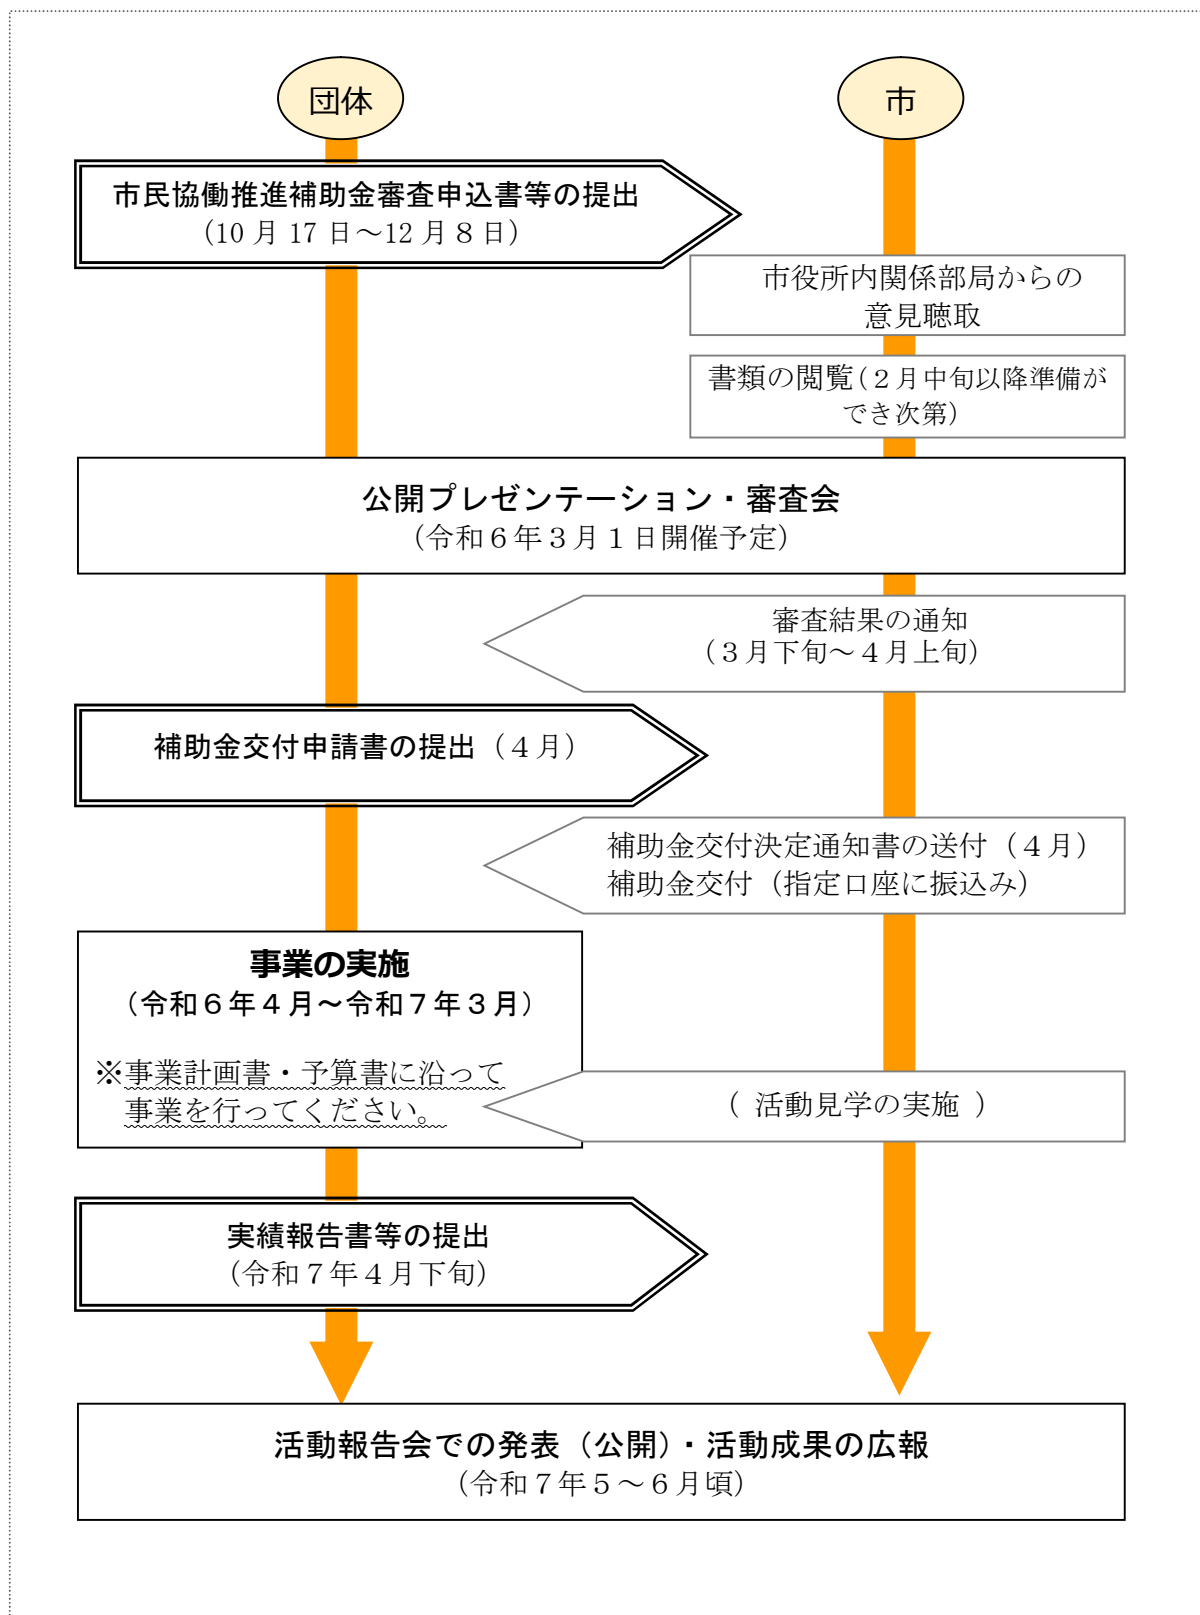 団体
市
市民協働推進補助金審査申込書等の提出
（10 月 17 日～12 月８日）
市役所内関係部局からの
意見聴取
書類の閲覧（２月中旬以降準備が
でき次第）
公開プレゼンテーション・審査会
（令和６年３月１日開催予定）
審査結果の通知
（３月下旬～４月上旬）
補助金交付申請書の提出（４月）
補助金交付決定通知書の送付（４月）
補助金交付（指定口座に振込み）
事業の実施
（令和６年４月～令和７年３月）
※事業計画書・予算書に沿って
事業を行ってください。
（ 活動見学の実施 ）
実績報告書等の提出
（令和７年４月下旬）
活動報告会での発表（公開）・活動成果の広報
（令和７年５～６月頃）